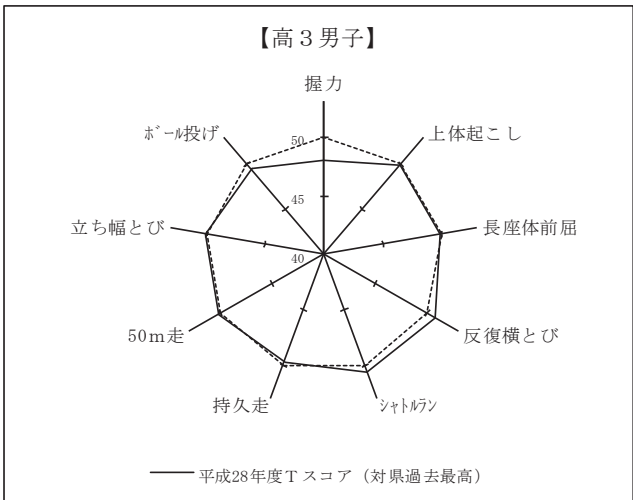 【高３男子】
握力
ﾎﾞｰﾙ投げ
上体起こし
50
立ち幅とび
45
長座体前屈
40
50ｍ走
反復横とび
持久走
ｼｬﾄﾙﾗﾝ
平成28年度Ｔスコア（対県過去最高）